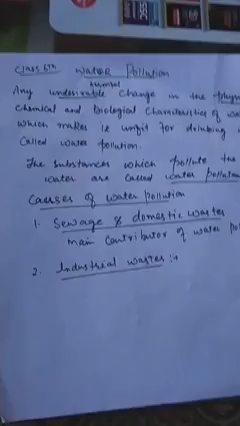 Class 6th Water Pollution
Any undesirable change in the
Chemical and Biological Characteristics of
which makes it unfit for drinking
Called water pollution.
The Substances which pollute the
water are called water
Causes of water pollution
1. Sewage & domestic wastes
main contributor of water
2. Industrial wastes :→